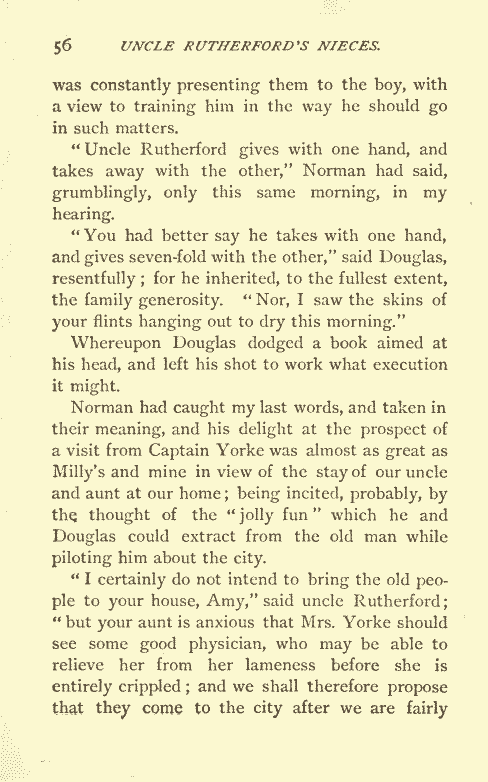 56 UNCLE RUTHERFORD'S NIECES.
was constantly presenting them to the boy, with
a view to training him in the way he should go
in such matters.
"Uncle Rutherford gives with one hand, and
takes away with the other," Norman had said,
grumblingly, only this same morning, in my
hearing.
"You had better say he takes with one hand,
and gives seven-fold with the other," said Douglas,
resentfully; for he inherited, to the fullest extent,
the family generosity. "Nor, I saw the skins of
your flints hanging out to dry this morning."
Whereupon Douglas dodged a book aimed at
his head, and left his shot to work what execution
it might.
Norman had caught my last words, and taken in
their meaning, and his delight at the prospect of
a visit from Captain Yorke was almost as great as
Milly's and mine in view of the stay of our uncle
and aunt at our home; being incited, probably, by
the thought of the "jolly fun" which he and
Douglas could extract from the old man while
piloting him about the city.
"I certainly do not intend to bring the old peo-
ple to your house, Amy," said uncle Rutherford;
"but your aunt is anxious that Mrs. Yorke should
see some good physician, who may be able to
relieve her from her lameness before she is
entirely crippled; and we shall therefore propose
that they come to the city after we are fairly